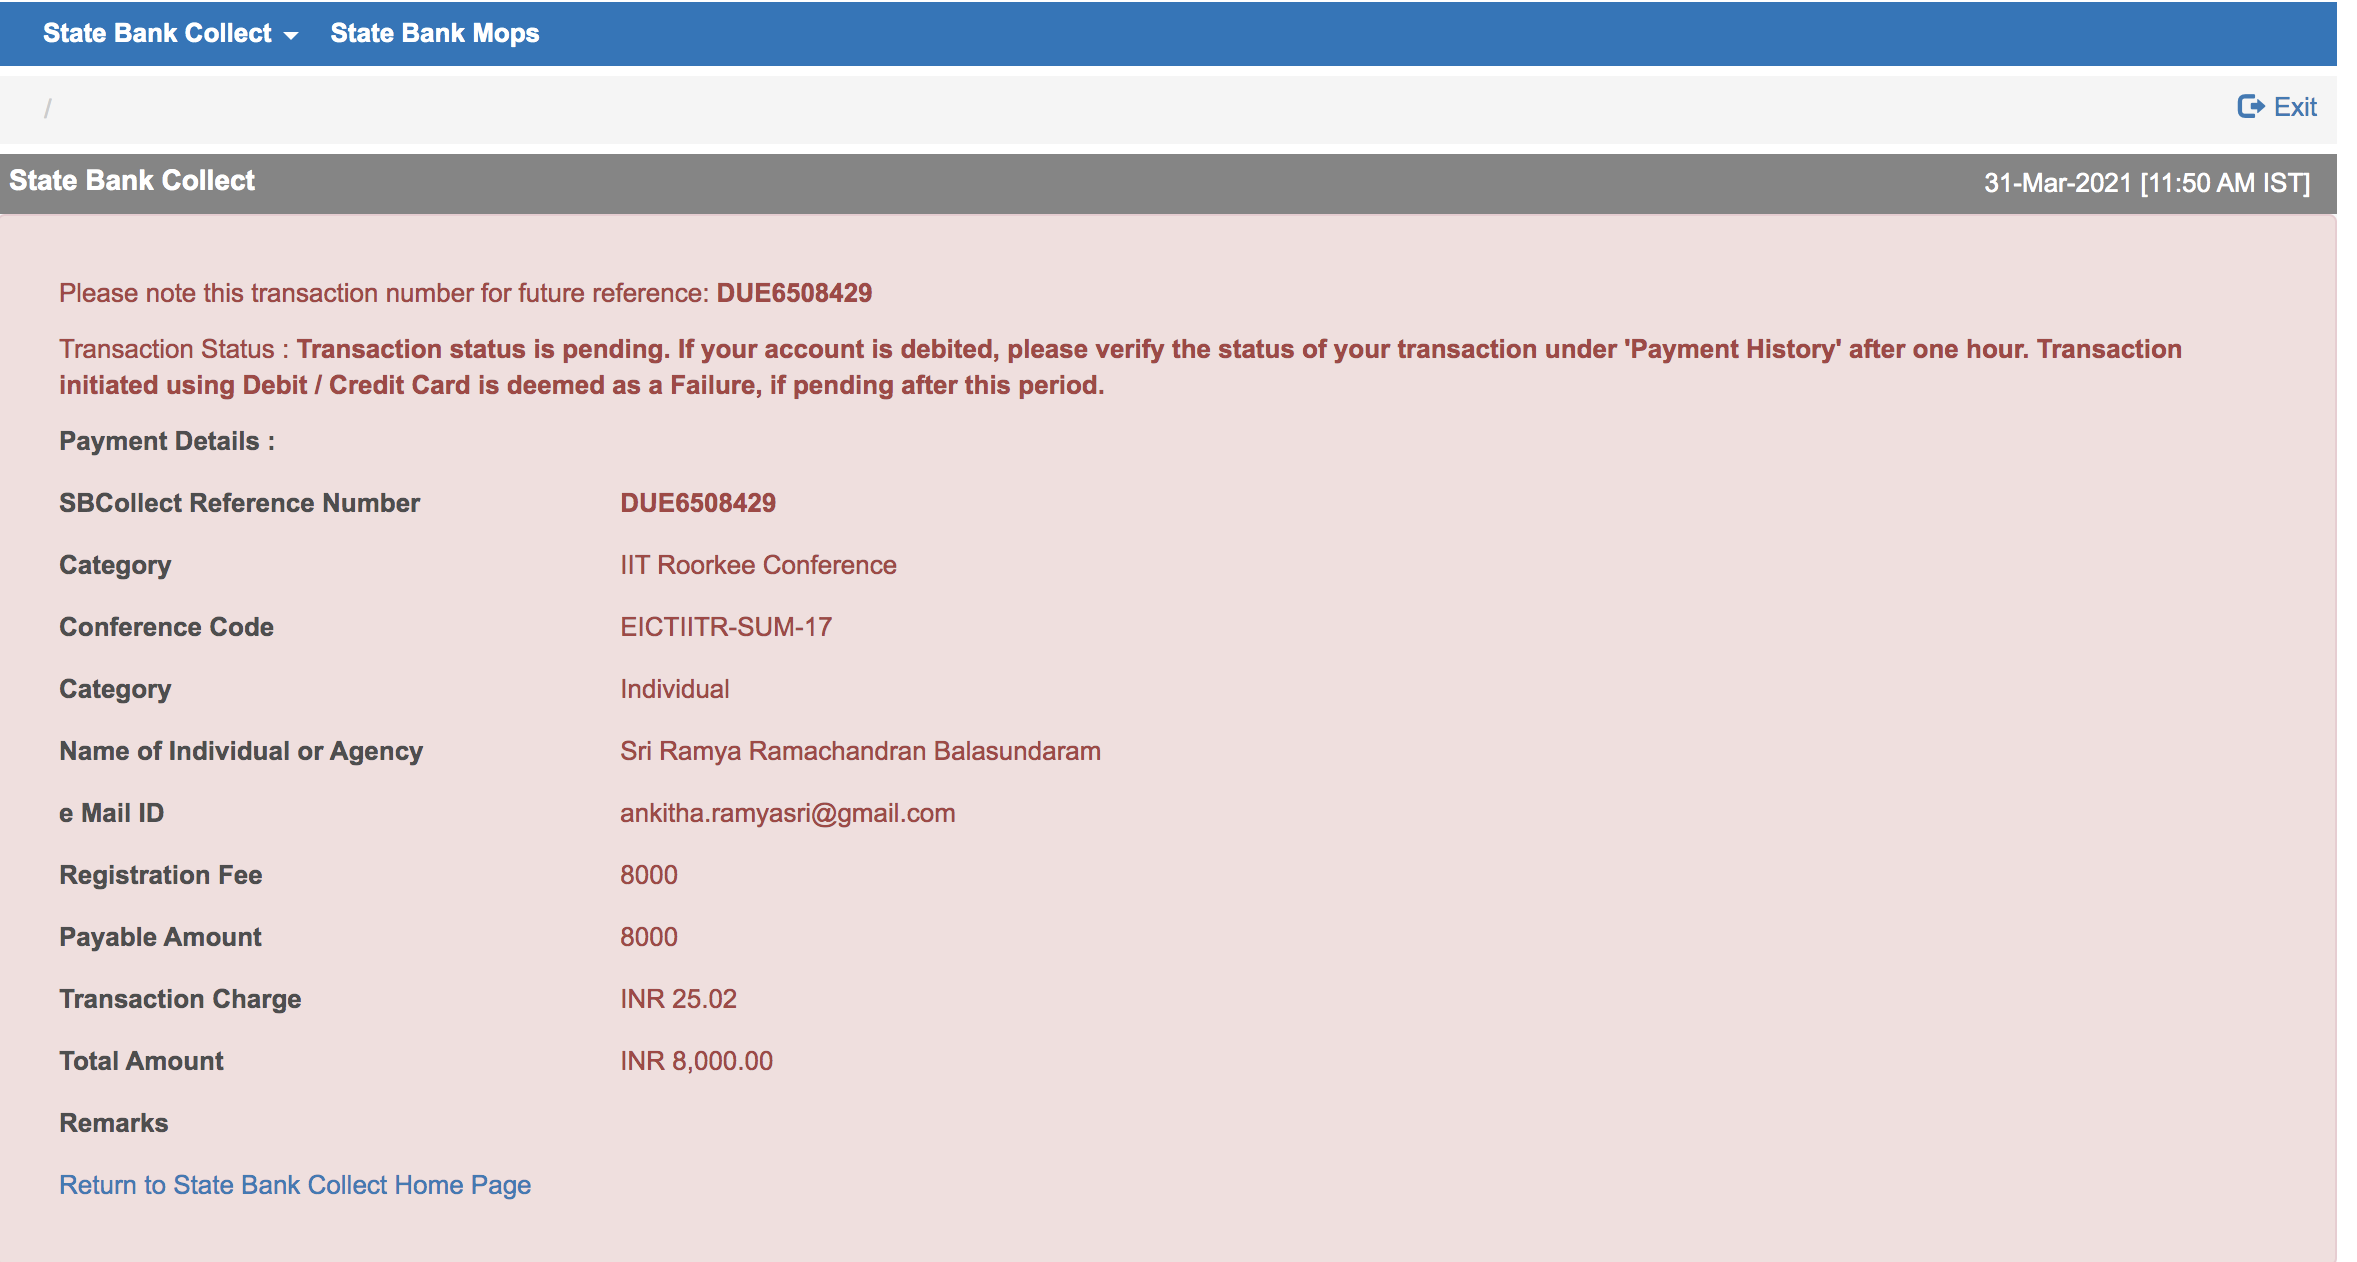 State Bank Collect State Bank Mops
/ Exit
State Bank Collect 31-Mar-2021 [11:50 AM IST]
Please note this transaction number for future reference: DUE6508429
Transaction Status : Transaction status is pending. If your account is debited, please verify the status of your transaction under 'Payment History' after one hour. Transaction
initiated using Debit / Credit Card is deemed as a Failure, if pending after this period.
Payment Details :
SBCollect Reference Number DUE6508429
Category IIT Roorkee Conference
Conference Code EICTIITR-SUM-17
Category Individual
Name of Individual or Agency Sri Ramya Ramachandran Balasundaram
e Mail ID ankitha.ramyasri@gmail.com
Registration Fee 8000
Payable Amount 8000
Transaction Charge INR 25.02
Total Amount INR 8,000.00
Remarks
Return to State Bank Collect Home Page